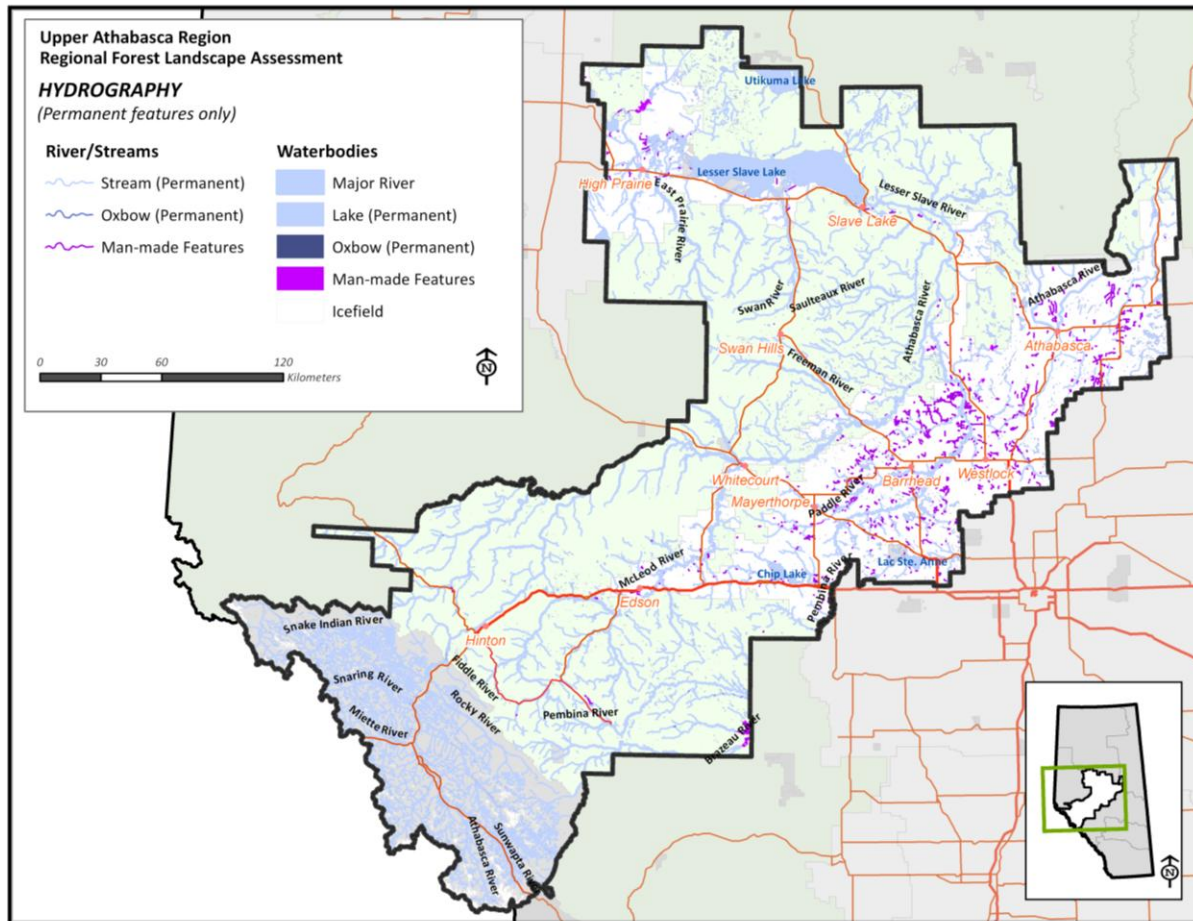 Upper Athabasca Region
Regional Forest Landscape Assessment
HYDROGRAPHY
(Permanent features only)
River/Streams
Stream (Permanent)
Oxbow (Permanent)
Man-made Features
Waterbodies
Major River
Lake (Permanent)
Oxbow (Permanent)
Man-made Features
Icefield
0 30 60 120
Kilometers
N
Utikuma Lake
Lesser Slave Lake
High Prairie
East Prairie River
Slave Lake
Lesser Slave River
Swan River
Saulteaux River
Athabasca River
Athabasca River
Athabasca
Swan Hills
Freeman River
Whitecourt
Mayerthorpe
Paddle River
Barrhead
Westlock
McLeod River
Chip Lake
Lac Ste. Anne
Pembina River
Edson
Hinton
Snake Indian River
Fiddle River
Snaring River
Rocky River
Miette River
Pembina River
Brazeau River
Athabasca River
Sunwapta River
N